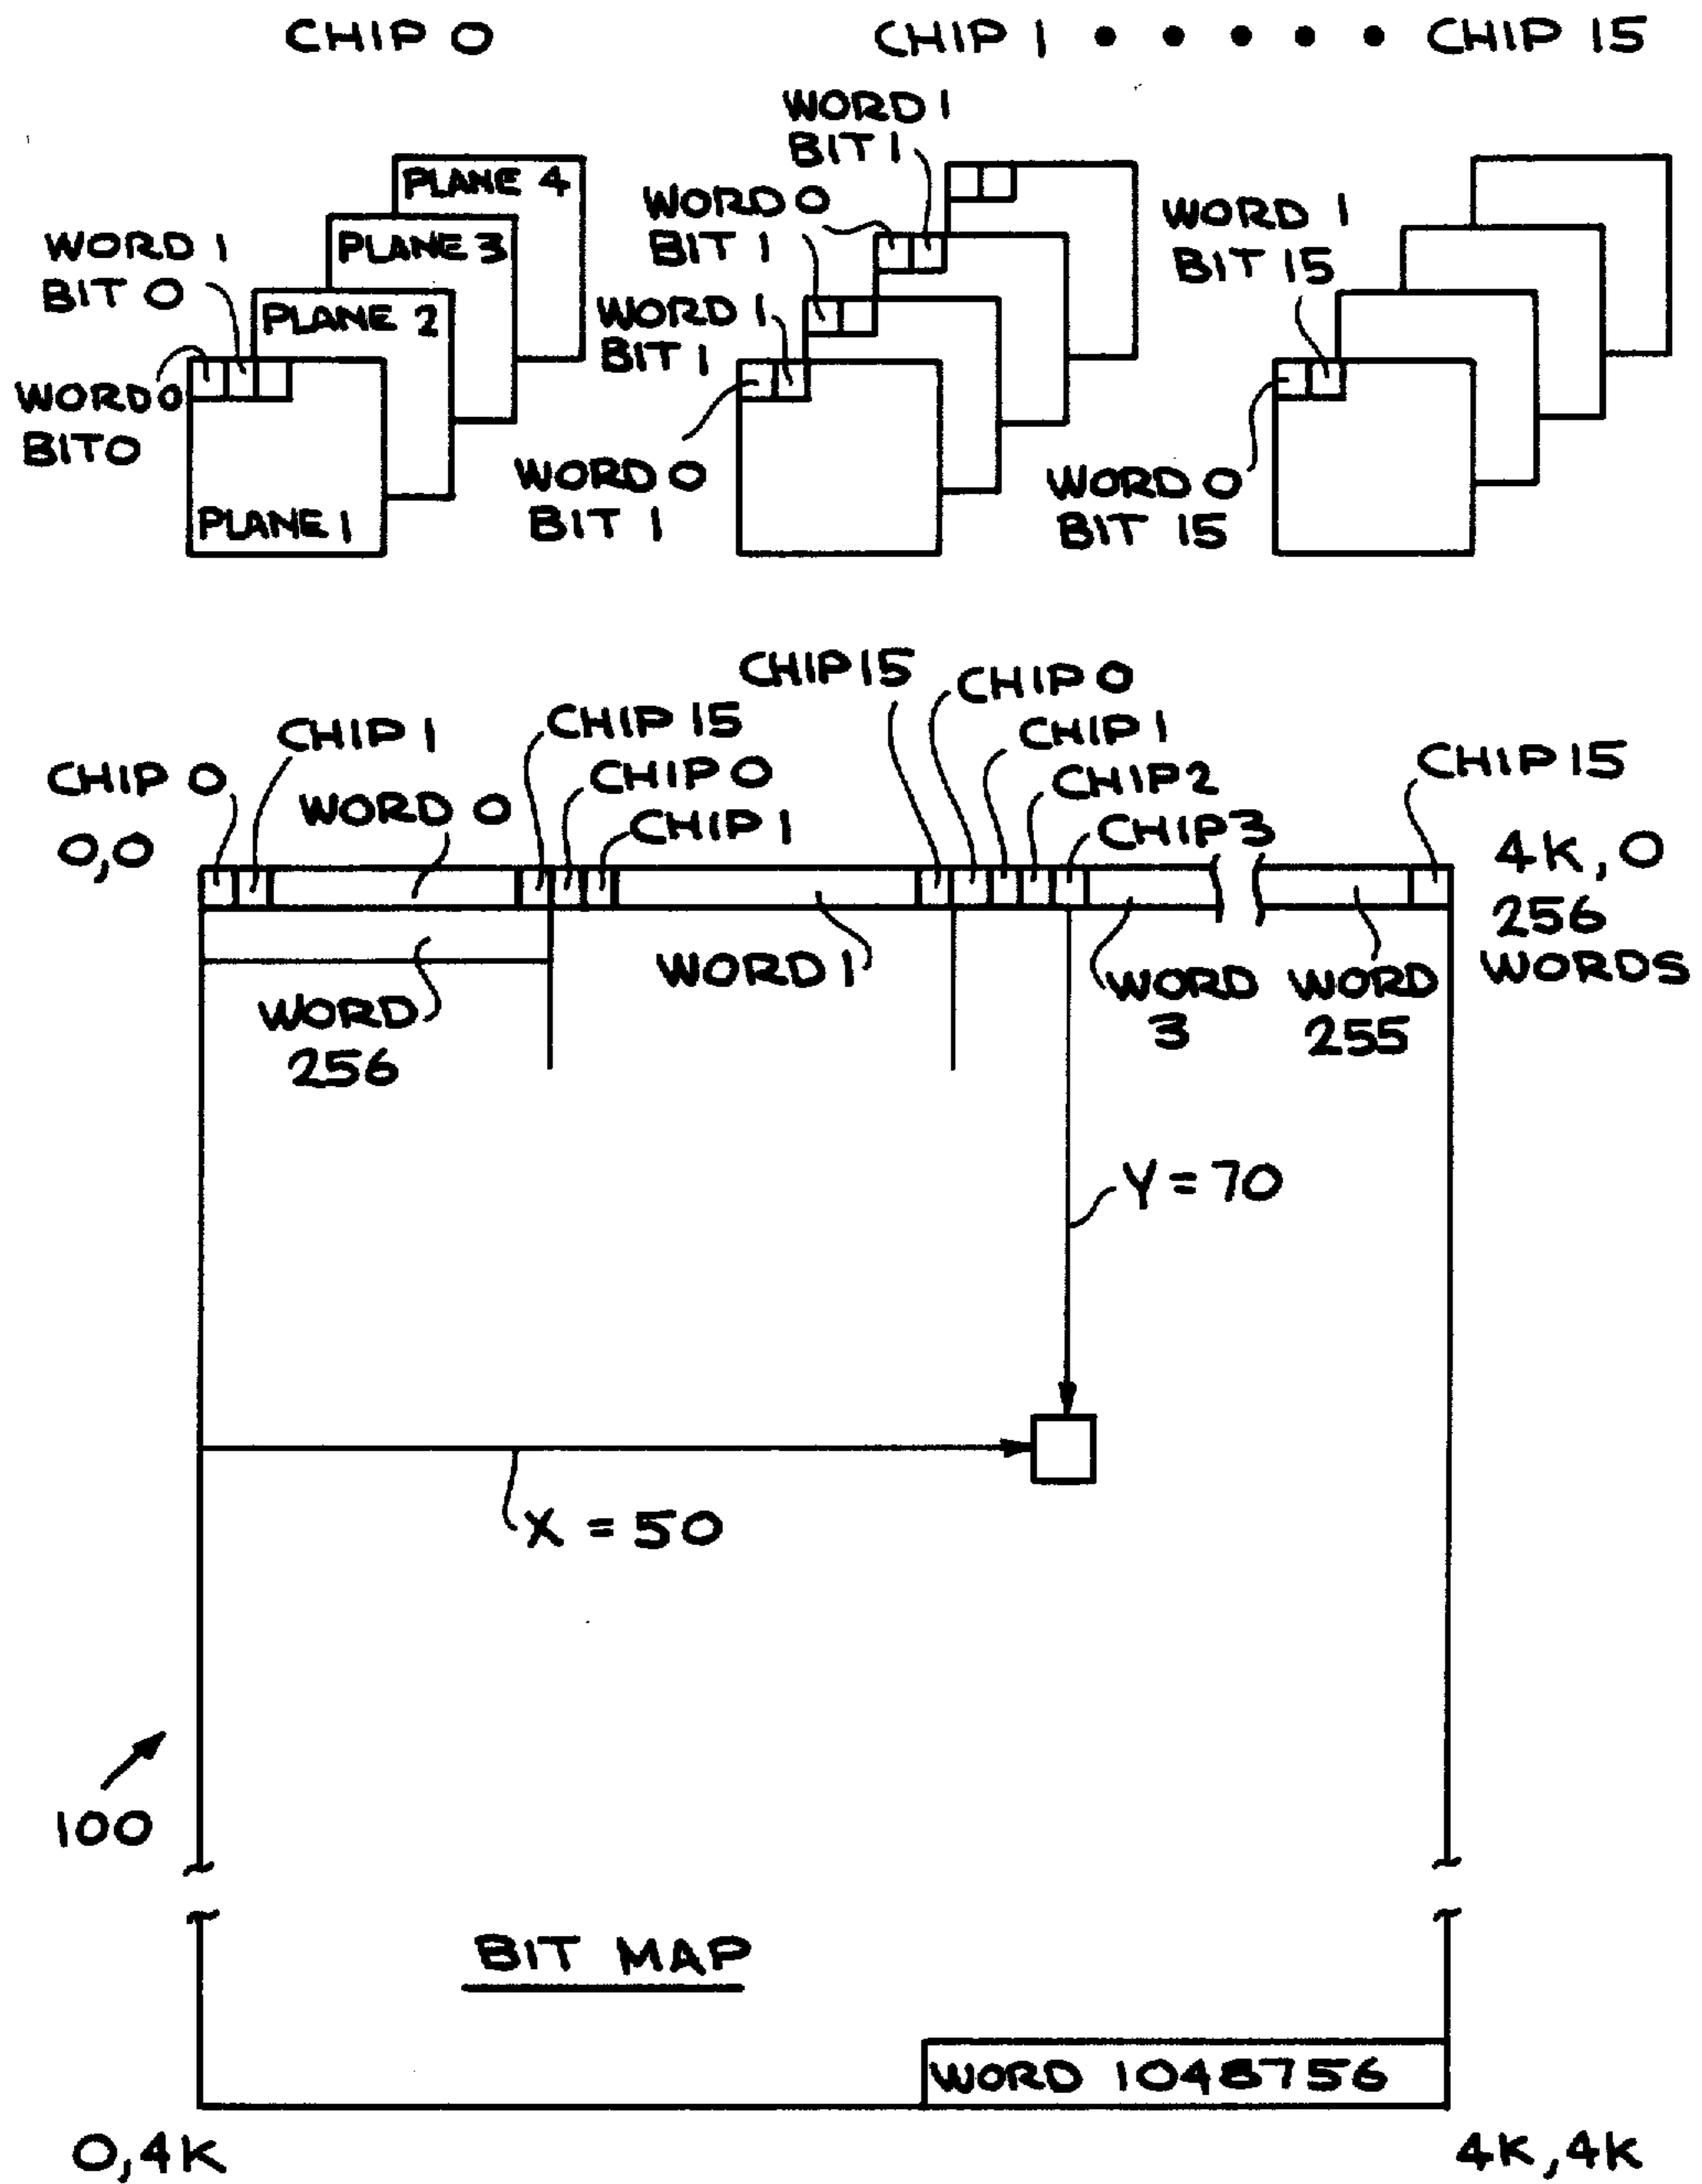 CHIP 0
CHIP 1 • • • • • CHIP 15
WORD 1
BIT 0
WORD 0
BIT 0
PLANE 4
PLANE 3
PLANE 2
PLANE 1
WORD 1
BIT 1
WORD 0
BIT 1
WORD 1
BIT 1
WORD 0
BIT 1
WORD 1
BIT 15
WORD 0
BIT 15
CHIP 0
CHIP 1
WORD 0
CHIP 15
CHIP 0
CHIP 1
CHIP 15
CHIP 0
CHIP 1
CHIP 2
CHIP 3
CHIP 15
0,0
4K,0
256
WORDS
WORD
256
WORD 1
WORD
3
WORD
255
Y = 70
X = 50
100
BIT MAP
WORD 1048756
0,4K
4K,4K